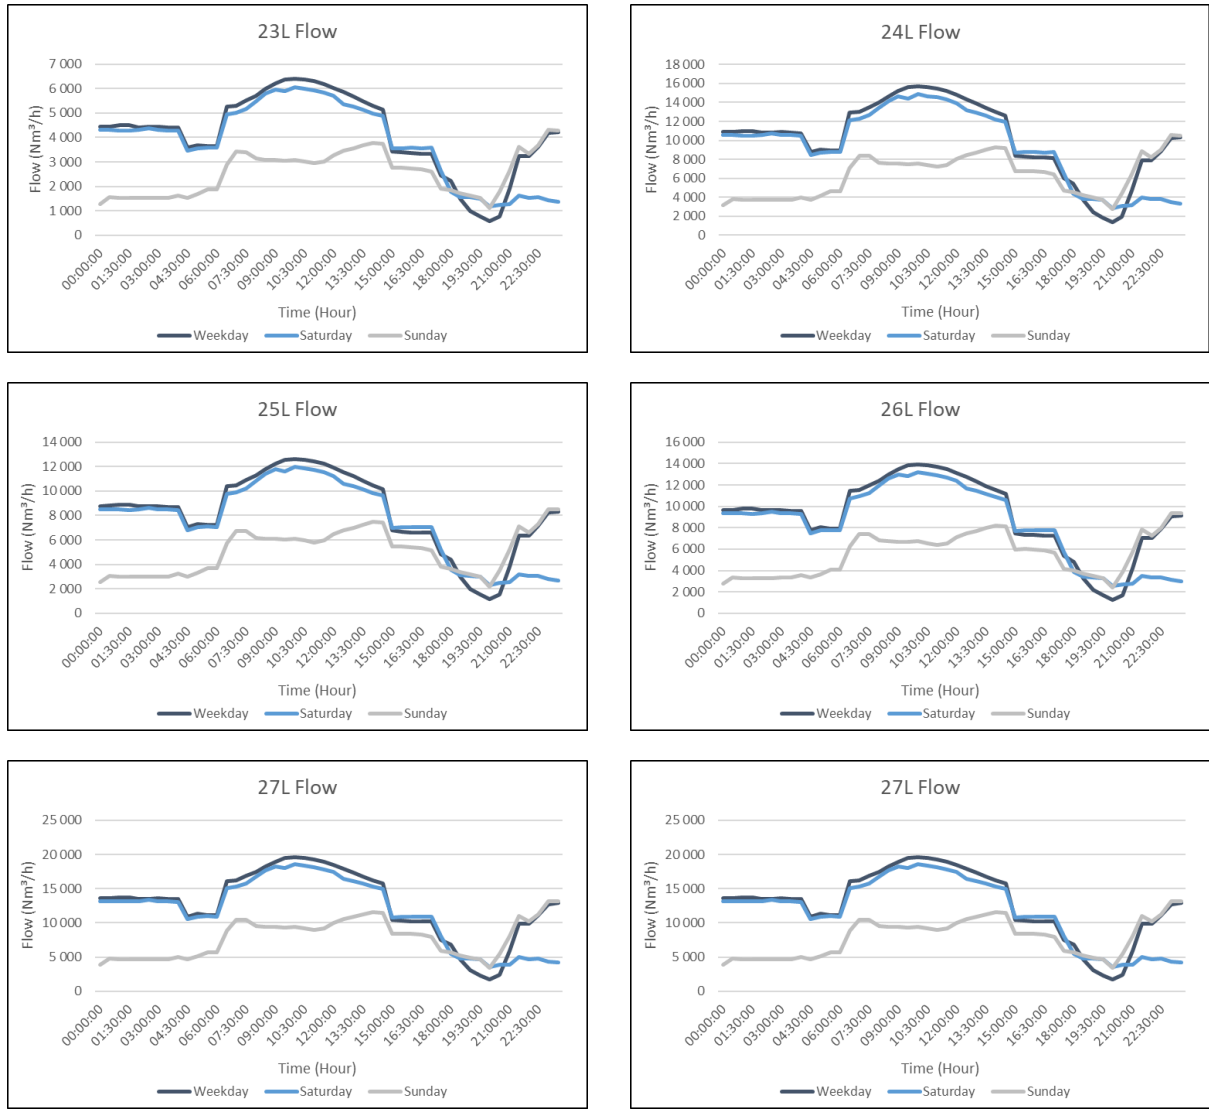 23L Flow
7 000
6 000
5 000
4 000
3 000
2 000
1 000
0
Flow (Nm³/h)
00:00:00 01:30:00 03:00:00 04:30:00 06:00:00 07:30:00 09:00:00 10:30:00 12:00:00 13:30:00 15:00:00 16:30:00 18:00:00 19:30:00 21:00:00 22:30:00
Time (Hour)
Weekday Saturday Sunday
24L Flow
18 000
16 000
14 000
12 000
10 000
8 000
6 000
4 000
2 000
0
Flow (Nm³/h)
00:00:00 01:30:00 03:00:00 04:30:00 06:00:00 07:30:00 09:00:00 10:30:00 12:00:00 13:30:00 15:00:00 16:30:00 18:00:00 19:30:00 21:00:00 22:30:00
Time (Hour)
Weekday Saturday Sunday
25L Flow
14 000
12 000
10 000
8 000
6 000
4 000
2 000
0
Flow (Nm³/h)
00:00:00 01:30:00 03:00:00 04:30:00 06:00:00 07:30:00 09:00:00 10:30:00 12:00:00 13:30:00 15:00:00 16:30:00 18:00:00 19:30:00 21:00:00 22:30:00
Time (Hour)
Weekday Saturday Sunday
26L Flow
16 000
14 000
12 000
10 000
8 000
6 000
4 000
2 000
0
Flow (Nm³/h)
00:00:00 01:30:00 03:00:00 04:30:00 06:00:00 07:30:00 09:00:00 10:30:00 12:00:00 13:30:00 15:00:00 16:30:00 18:00:00 19:30:00 21:00:00 22:30:00
Time (Hour)
Weekday Saturday Sunday
27L Flow
25 000
20 000
15 000
10 000
5 000
0
Flow (Nm³/h)
00:00:00 01:30:00 03:00:00 04:30:00 06:00:00 07:30:00 09:00:00 10:30:00 12:00:00 13:30:00 15:00:00 16:30:00 18:00:00 19:30:00 21:00:00 22:30:00
Time (Hour)
Weekday Saturday Sunday
27L Flow
25 000
20 000
15 000
10 000
5 000
0
Flow (Nm³/h)
00:00:00 01:30:00 03:00:00 04:30:00 06:00:00 07:30:00 09:00:00 10:30:00 12:00:00 13:30:00 15:00:00 16:30:00 18:00:00 19:30:00 21:00:00 22:30:00
Time (Hour)
Weekday Saturday Sunday